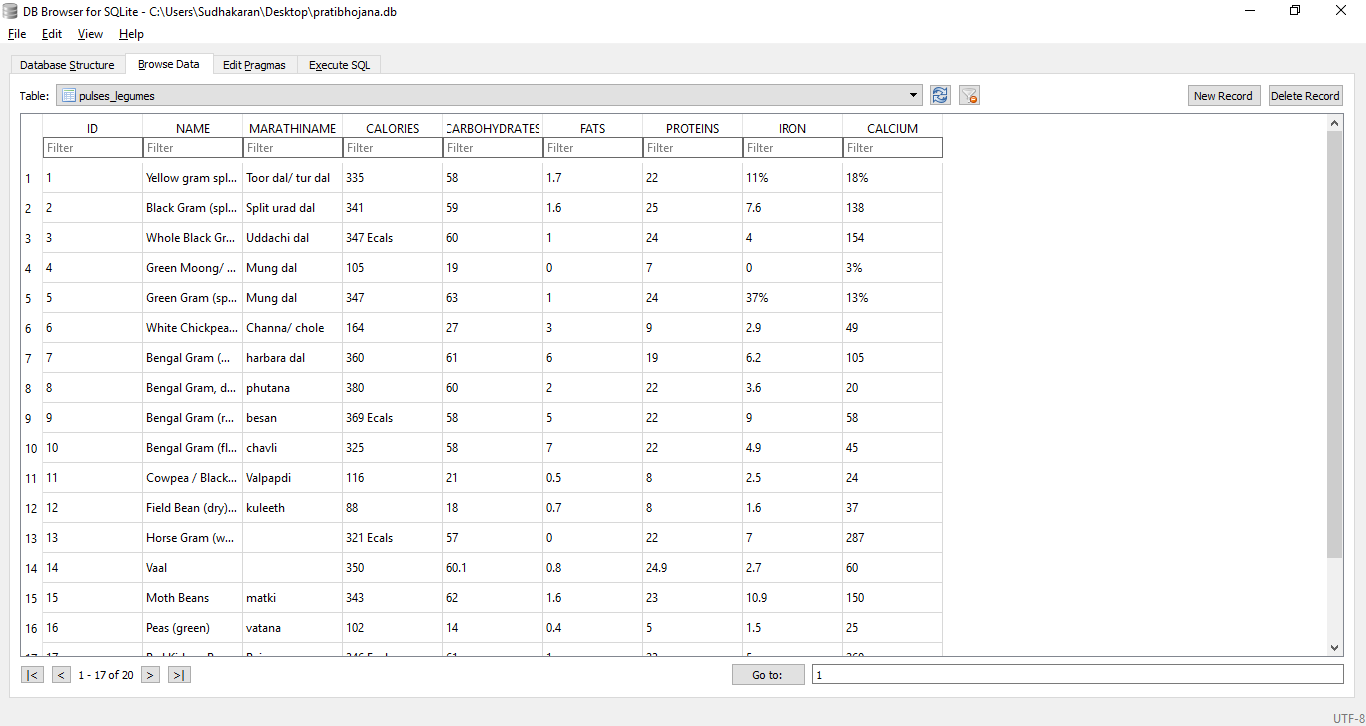 DB Browser for SQLite - C:\Users\Sudhakaran\Desktop\pratibhojana.db
File Edit View Help
Database Structure Browse Data Edit Pragmas Execute SQL
Table: pulses_legumes New Record Delete Record
ID NAME MARATHINAME CALORIES CARBOHYDRATES FATS PROTEINS IRON CALCIUM
Filter Filter Filter Filter Filter Filter Filter Filter Filter
1 1 Yellow gram spl... Toor dal/ tur dal 335 58 1.7 22 11% 18%
2 2 Black Gram (spl... Split urad dal 341 59 1.6 25 7.6 138
3 3 Whole Black Gr... Uddachi dal 347 Ecals 60 1 24 4 154
4 4 Green Moong/ ... Mung dal 105 19 0 7 0 3%
5 5 Green Gram (sp... Mung dal 347 63 1 24 37% 13%
6 6 White Chickpea... Channa/ chole 164 27 3 9 2.9 49
7 7 Bengal Gram (... harbara dal 360 61 6 19 6.2 105
8 8 Bengal Gram, d... phutana 380 60 2 22 3.6 20
9 9 Bengal Gram (r... besan 369 Ecals 58 5 22 9 58
10 10 Bengal Gram (fl... chavli 325 58 7 22 4.9 45
11 11 Cowpea / Black... Valpapdi 116 21 0.5 8 2.5 24
12 12 Field Bean (dry)... kuleeth 88 18 0.7 8 1.6 37
13 13 Horse Gram (w... 321 Ecals 57 0 22 7 287
14 14 Vaal 350 60.1 0.8 24.9 2.7 60
15 15 Moth Beans matki 343 62 1.6 23 10.9 150
16 16 Peas (green) vatana 102 14 0.4 5 1.5 25
|< < 1 - 17 of 20 > >| Go to: 1
UTF-8